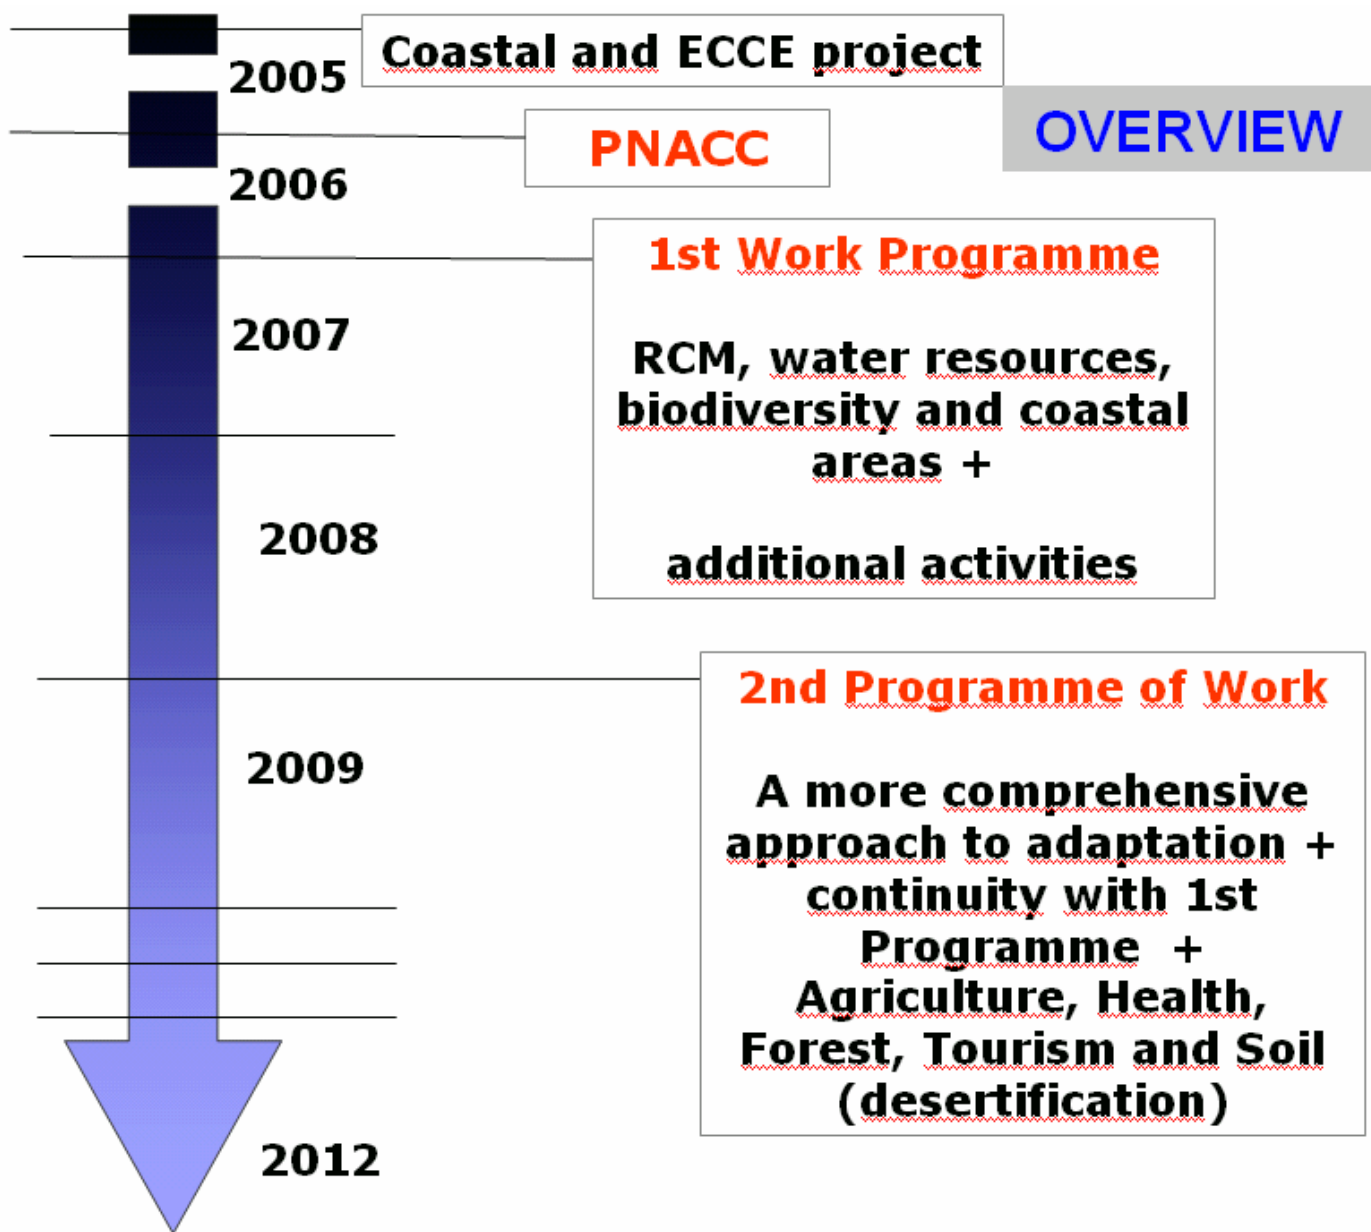 Coastal and ECCE project
2005
OVERVIEW
PNACC
2006
1st Work Programme
2007
RCM, water resources,
biodiversity and coastal
areas +
2008
additional activities
2nd Programme of Work
2009
A more comprehensive
approach to adaptation +
continuity with 1st
Programme +
Agriculture, Health,
Forest, Tourism and Soil
(desertification)
2012